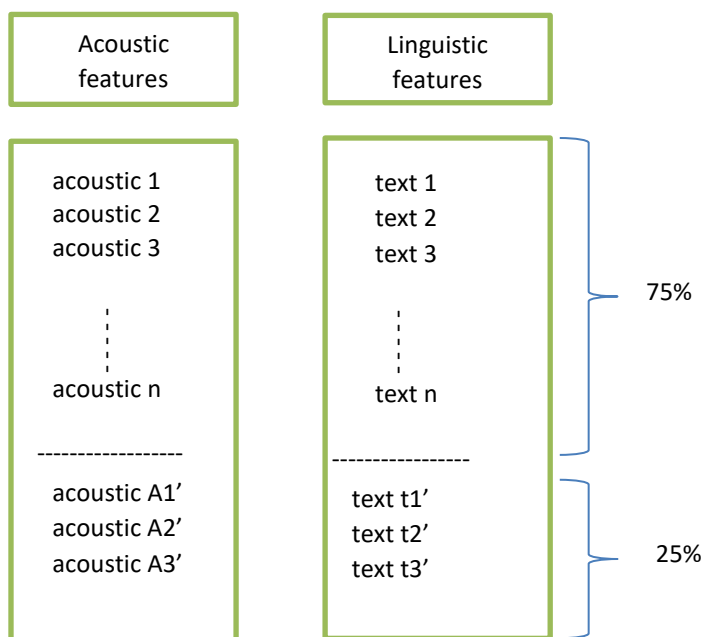 Acoustic
features
Linguistic
features
acoustic 1
acoustic 2
acoustic 3
acoustic n
acoustic A1’
acoustic A2’
acoustic A3’
text 1
text 2
text 3
text n
text t1’
text t2’
text t3’
75%
25%